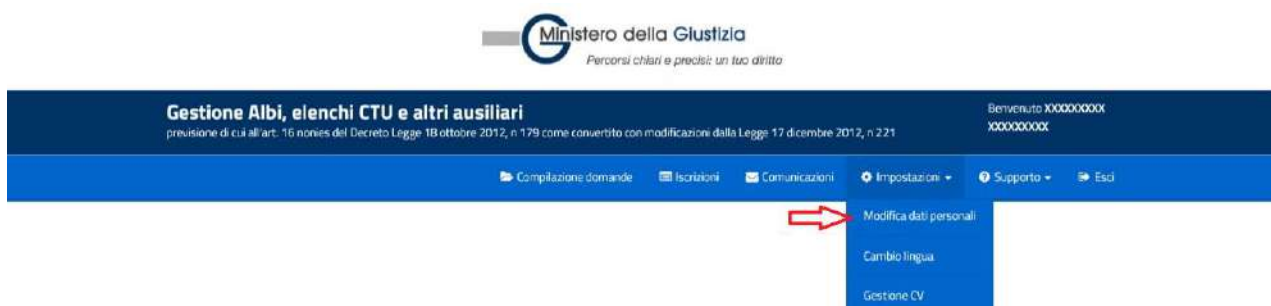 Ministero della Giustizia
Percorsi chiari e precisi: un tuo diritto
Gestione Albi, elenchi CTU e altri ausiliari
previsione di cui all'art. 16 nonies del Decreto Legge 18 ottobre 2012, n 179 come convertito con modificazioni dalla Legge 17 dicembre 2012, n 221
Benvenuto XXXXXXXXX
XXXXXXXXX
Compilazione domande Iscrizioni Comunicazioni Impostazioni Supporto Esci
Modifica dati personali
Cambio lingua
Gestione CV